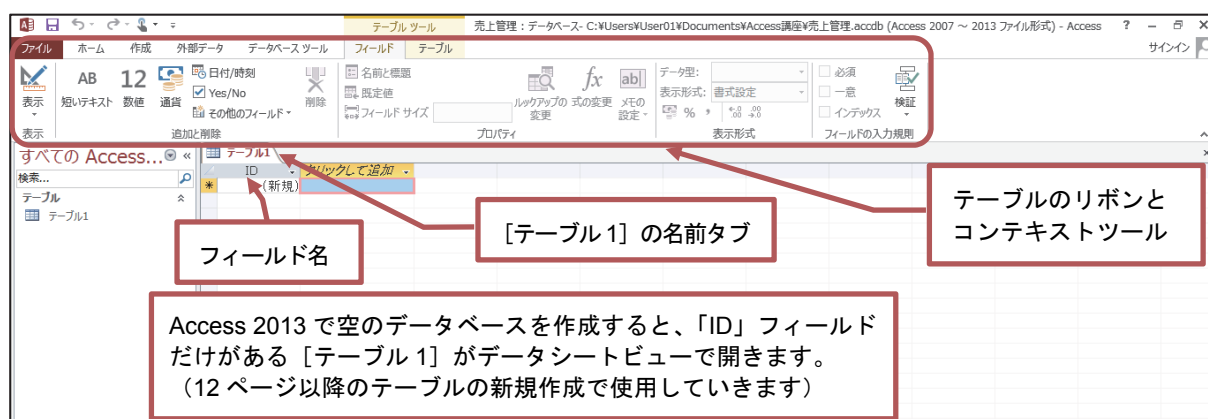 テーブル ツール
売上管理 : データベース- C:¥Users¥User01¥Documents¥Access講座¥売上管理.accdb (Access 2007 ～ 2013 ファイル形式) - Access
?
ファイル ホーム 作成 外部データ データベース ツール フィールド テーブル サインイン
表示
AB 短いテキスト
12 数値
通貨
日付/時刻
Yes/No
その他のフィールド
削除
名前と標題
既定値
フィールド サイズ
ルックアップの変更
fx 式の変更
ab メモの設定
データ型:
表示形式: 書式設定
% , .0 .00
必須
一意
インデックス
検証
表示 追加と削除 プロパティ 表示形式 フィールドの入力規則
すべての Access... «
テーブル1
検索...
ID クリックして追加
* (新規)
テーブル
テーブル1
フィールド名
［テーブル 1］の名前タブ
テーブルのリボンと
コンテキストツール
Access 2013 で空のデータベースを作成すると、「ID」フィールド
だけがある［テーブル 1］がデータシートビューで開きます。
（12 ページ以降のテーブルの新規作成で使用していきます）